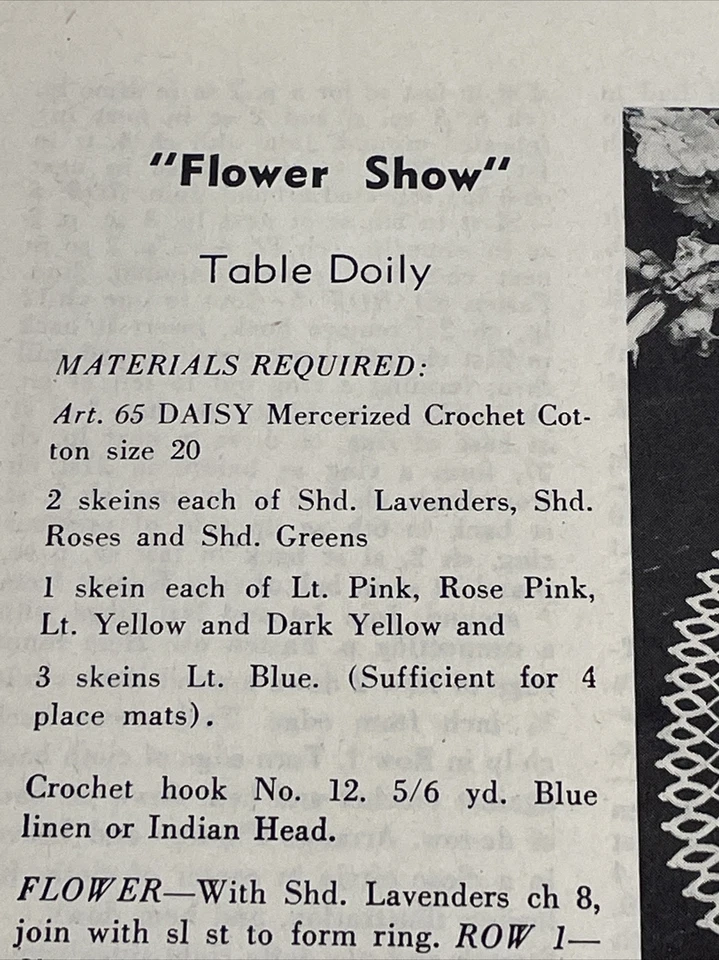 "Flower Show"
Table Doily
MATERIALS REQUIRED:
Art. 65 DAISY Mercerized Crochet Cot-
ton size 20
2 skeins each of Shd. Lavenders, Shd.
Roses and Shd. Greens
1 skein each of Lt. Pink, Rose Pink,
Lt. Yellow and Dark Yellow and
3 skeins Lt. Blue. (Sufficient for 4
place mats).
Crochet hook No. 12. 5/6 yd. Blue
linen or Indian Head.
FLOWER—With Shd. Lavenders ch 8,
join with sl st to form ring. ROW 1—